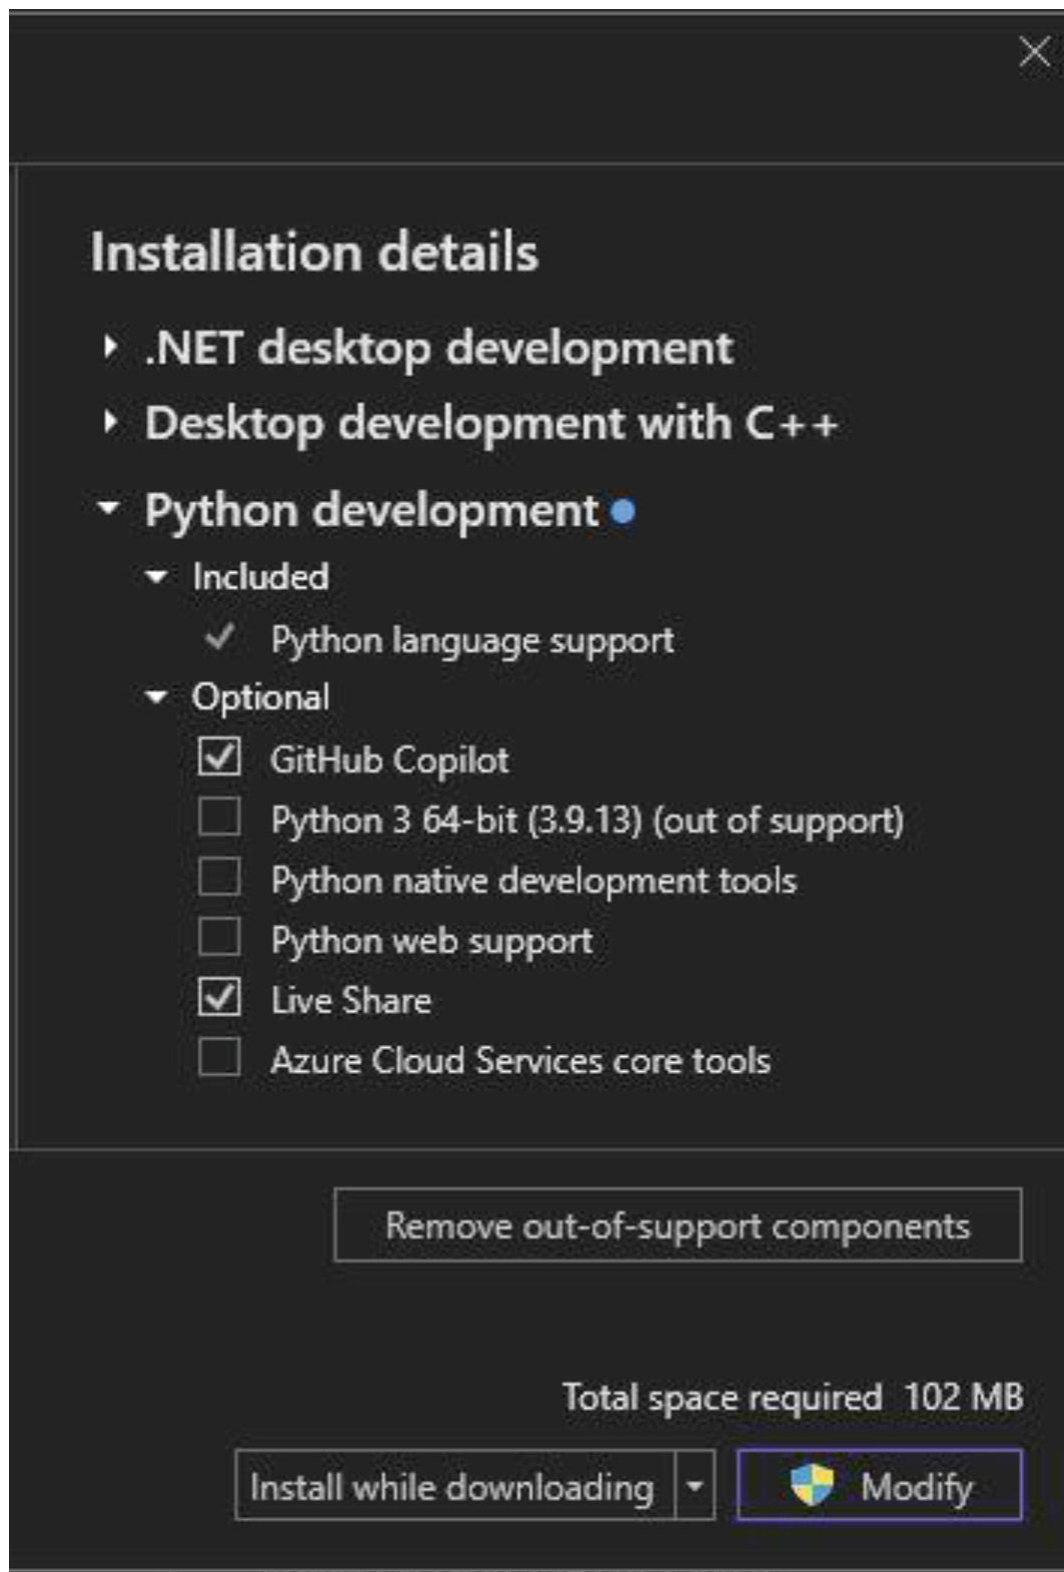 Installation details
.NET desktop development
Desktop development with C++
Python development
Included
Python language support
Optional
GitHub Copilot
Python 3 64-bit (3.9.13) (out of support)
Python native development tools
Python web support
Live Share
Azure Cloud Services core tools
Remove out-of-support components
Total space required 102 MB
Install while downloading Modify